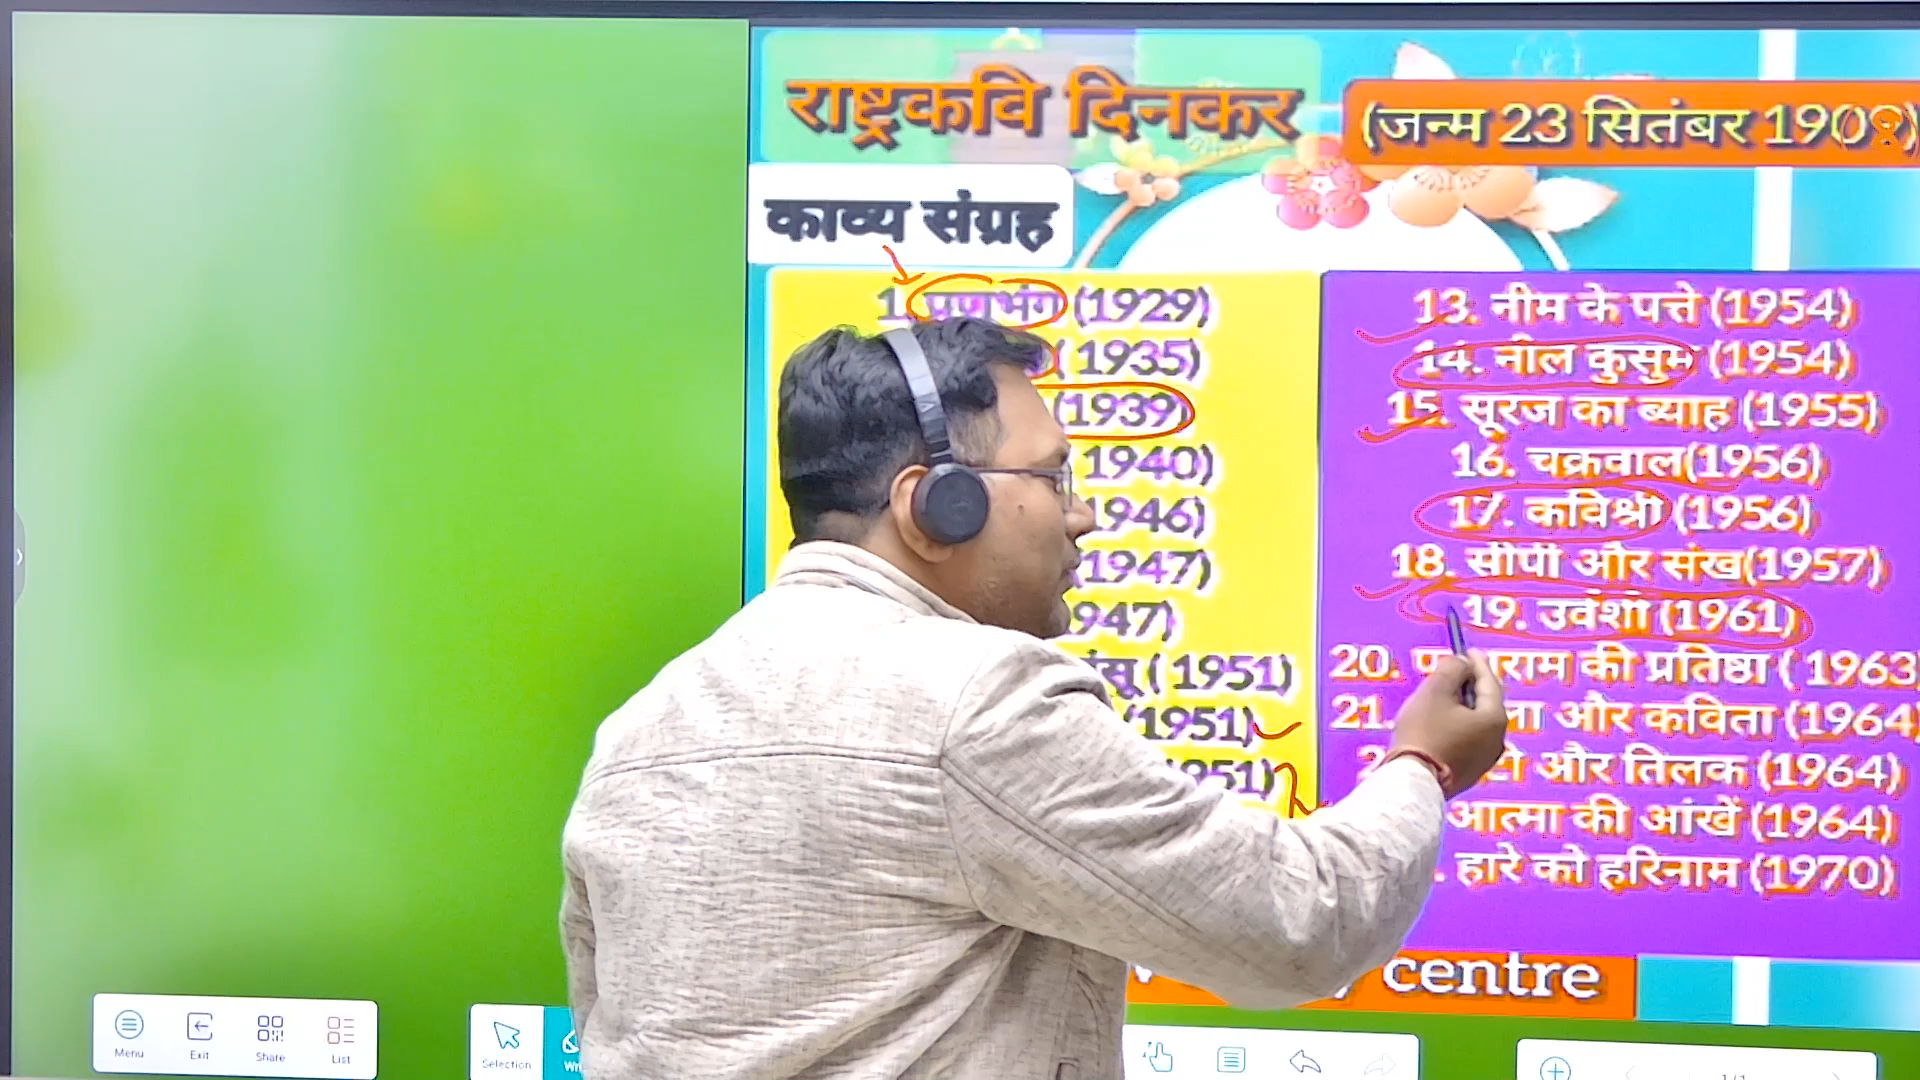 राष्ट्रकवि दिनकर
(जन्म 23 सितंबर 1908)
काव्य संग्रह
1. प्रणभंग (1929)
( 1935)
(1939)
1940)
1946)
(1947)
947)
( 1951)
(1951)
951)
13. नीम के पत्ते (1954)
14. नील कुसुम (1954)
15. सूरज का ब्याह (1955)
16. चक्रवाल(1956)
17. कविश्री (1956)
18. सीपी और संख(1957)
19. उर्वशी (1961)
20. की प्रतिष्ठा ( 1963
21. और कविता (1964)
और तिलक (1964)
आत्मा की आंखें (1964)
. हारे को हरिनाम (1970)
centre
Menu
Exit
Share
List
Selection